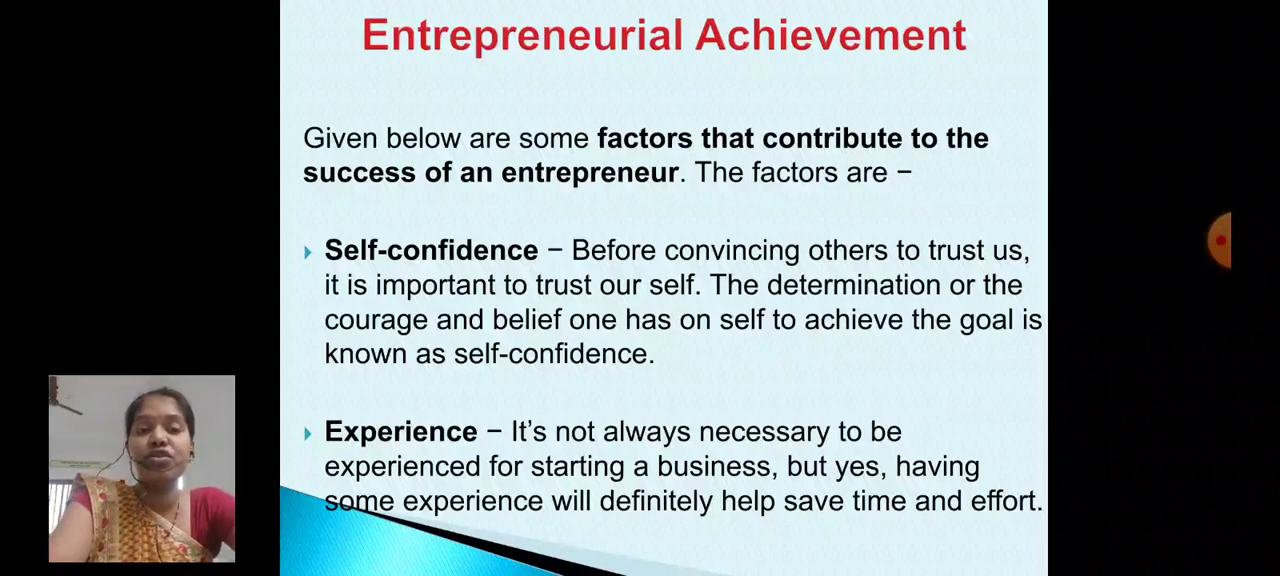 Entrepreneurial Achievement
Given below are some factors that contribute to the
success of an entrepreneur. The factors are −
Self-confidence − Before convincing others to trust us,
it is important to trust our self. The determination or the
courage and belief one has on self to achieve the goal is
known as self-confidence.
Experience − It’s not always necessary to be
experienced for starting a business, but yes, having
some experience will definitely help save time and effort.